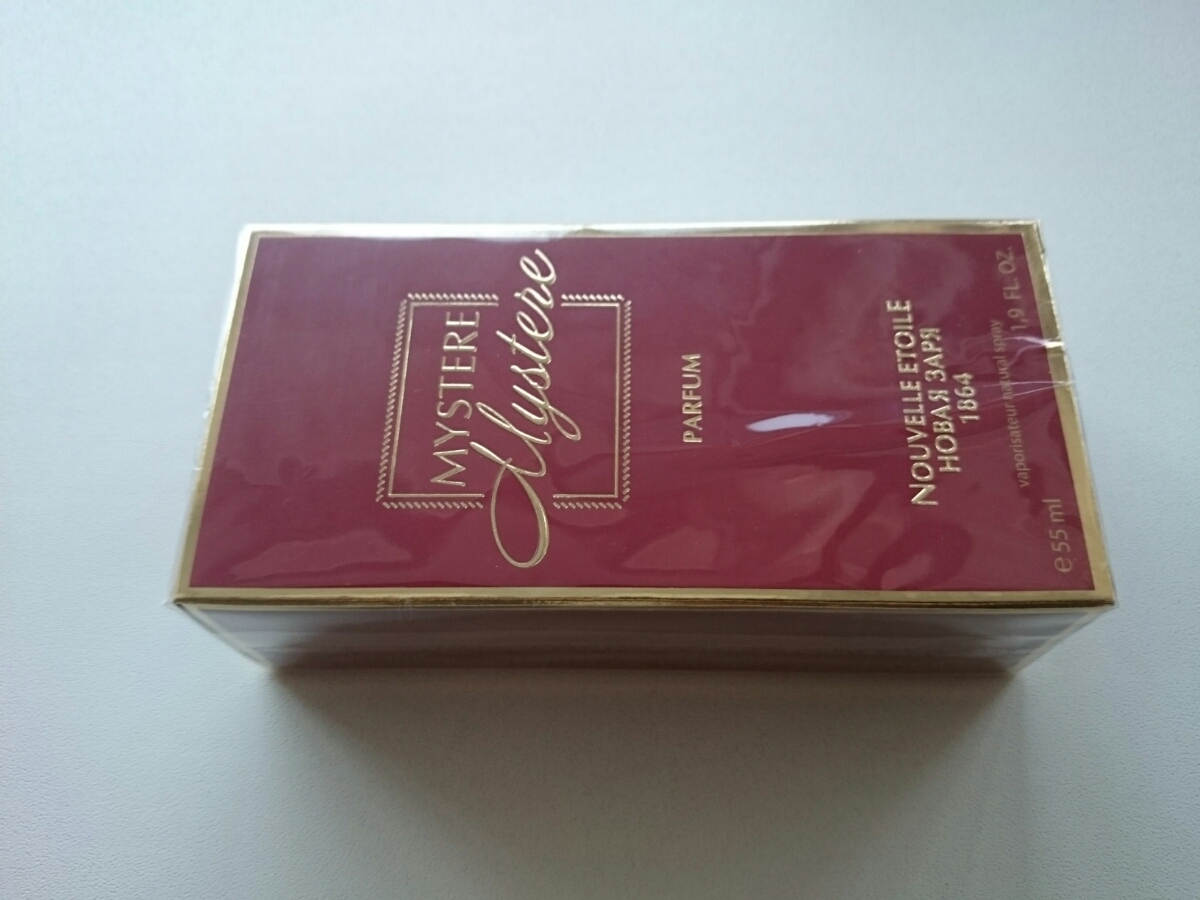 MYSTERE
Mystere
PARFUM
NOUVELLE ETOILE
НОВАЯ ЗАРЯ
1864
vaporisateur natural spray
e 55 ml 1,9 FL. OZ.